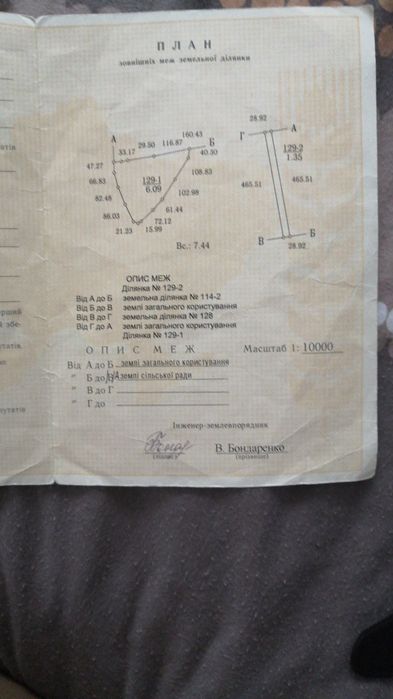 ПЛАН
зовнішніх меж земельної ділянки
А
33.17
29.50
116.87
160.43
Б
40.50
47.27
66.83
82.48
86.03
21.23
15.99
72.12
61.44
102.98
108.83
129-1
6.09
28.92
Г
А
129-2
1.35
465.51
465.51
В
Б
28.92
Вс.: 7.44
ОПИС МЕЖ
Ділянка № 129-2
Від А до Б земельна ділянка № 114-2
Від Б до В землі загального користування
Від В до Г земельна ділянка № 128
Від Г до А землі загального користування
Ділянка № 129-1
ОПИС МЕЖ
Масштаб 1: 10000
Від А до Б землі загального користування
" Б до А землі сільської ради
" В до Г
" Г до
Інженер-землевпорядник
В. Бондаренко
(підпис)
(прізвище)